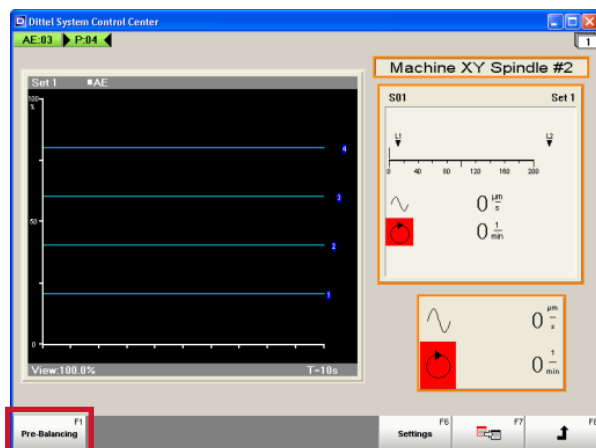 Dittel System Control Center
AE:03 P:04
1
Machine XY Spindle #2
Set 1 AE
100
%
4
3
50
2
1
0
View:100.0% T=10s
S01 Set 1
L1 L2
0 40 80 120 160 200
0 µm/s
0 1/min
0 µm/s
0 1/min
F1
Pre-Balancing
F6
Settings
F7
F8